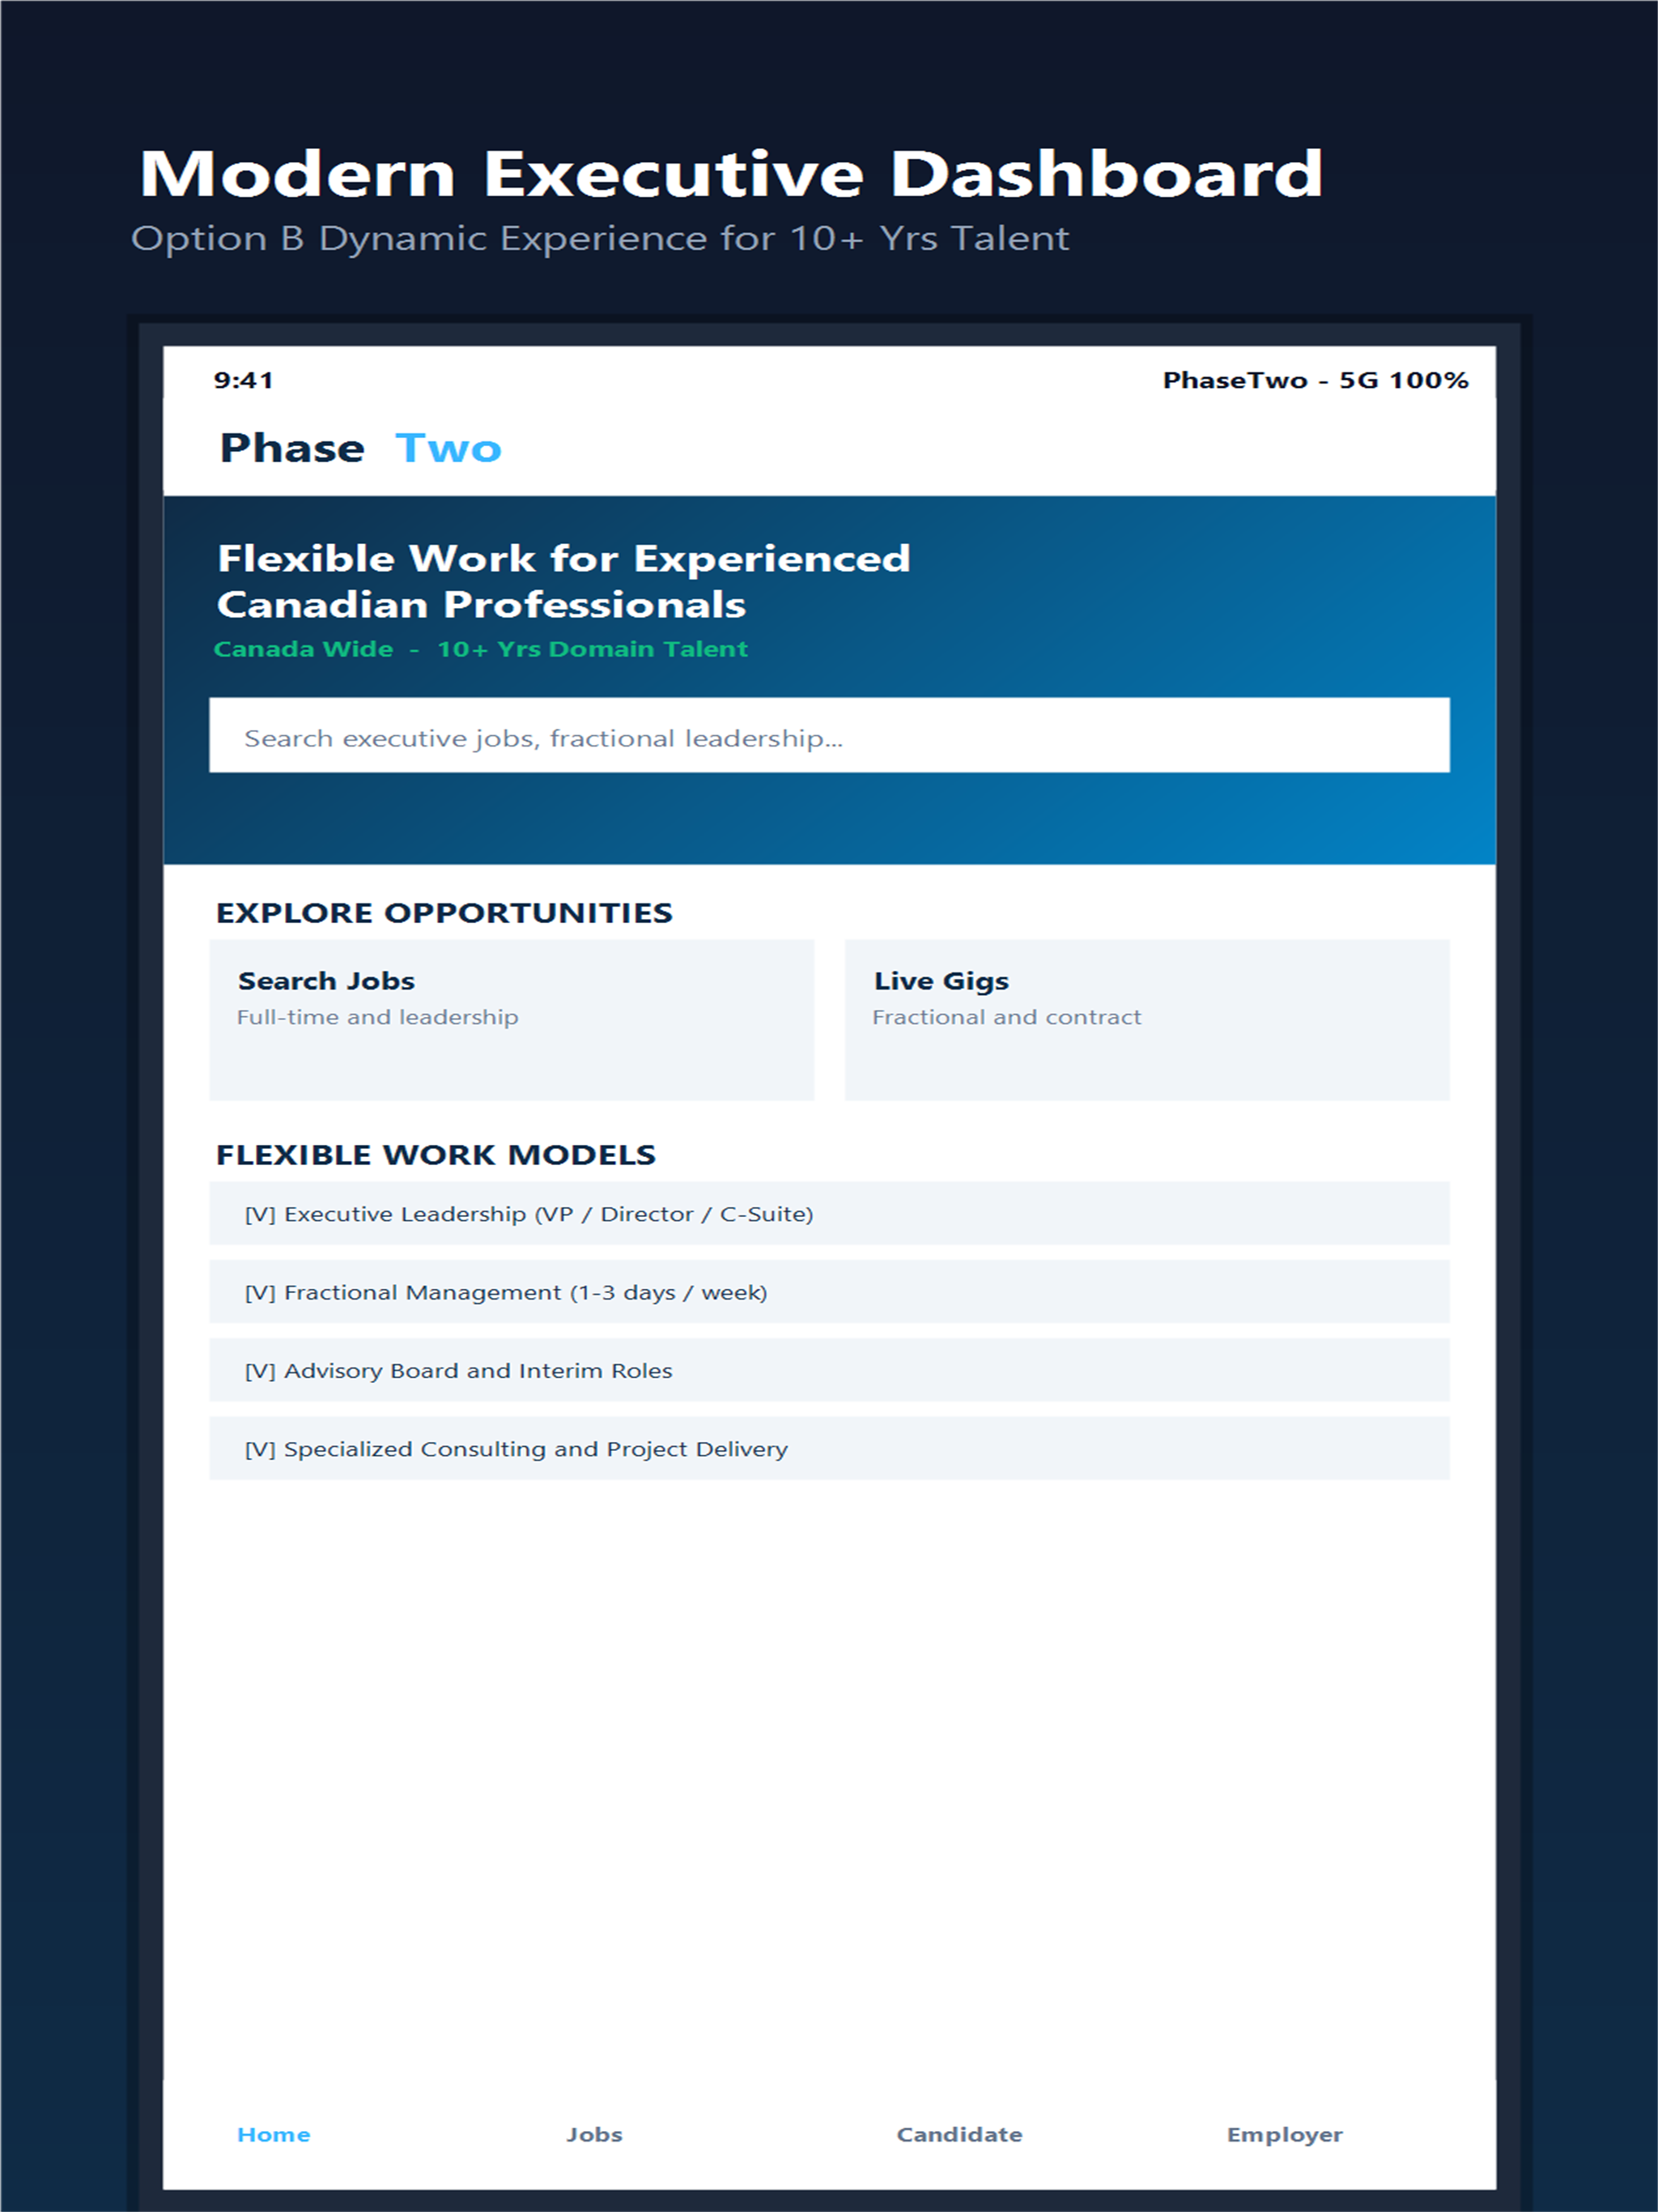 Modern Executive Dashboard
Option B Dynamic Experience for 10+ Yrs Talent
9:41
PhaseTwo - 5G 100%
Phase Two
Flexible Work for Experienced
Canadian Professionals
Canada Wide - 10+ Yrs Domain Talent
Search executive jobs, fractional leadership...
EXPLORE OPPORTUNITIES
Search Jobs
Full-time and leadership
Live Gigs
Fractional and contract
FLEXIBLE WORK MODELS
[V] Executive Leadership (VP / Director / C-Suite)
[V] Fractional Management (1-3 days / week)
[V] Advisory Board and Interim Roles
[V] Specialized Consulting and Project Delivery
Home
Jobs
Candidate
Employer